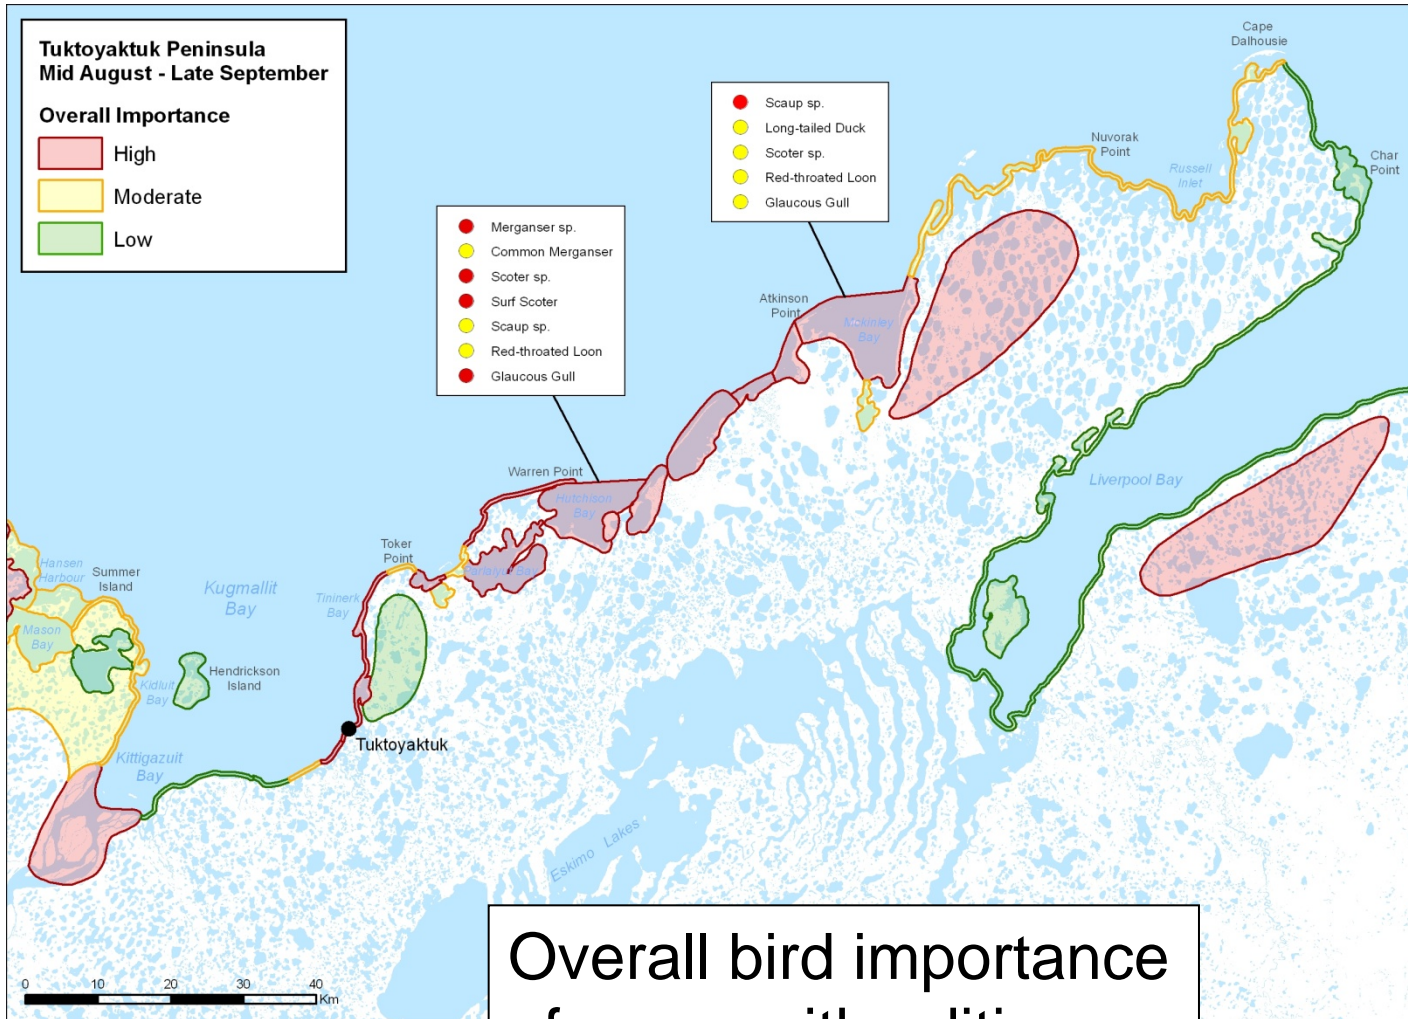 Tuktoyaktuk Peninsula
Mid August - Late September
Overall Importance
High
Moderate
Low
Cape
Dalhousie
Scaup sp.
Long-tailed Duck
Scoter sp.
Red-throated Loon
Glaucous Gull
Nuvorak
Point
Russell
Inlet
Char
Point
Merganser sp.
Common Merganser
Scoter sp.
Surf Scoter
Scaup sp.
Red-throated Loon
Glaucous Gull
Atkinson
Point
McKinley
Bay
Warren Point
Hutchison
Bay
Liverpool Bay
Toker
Point
Hansen
Harbour
Summer
Island
Kugmallit
Bay
Tininerk
Bay
Mason
Bay
Hendrickson
Island
Kidluit
Bay
Tuktoyaktuk
Kittigazuit
Bay
Eskimo Lakes
0 10 20 30 40
Km
Overall bird importance